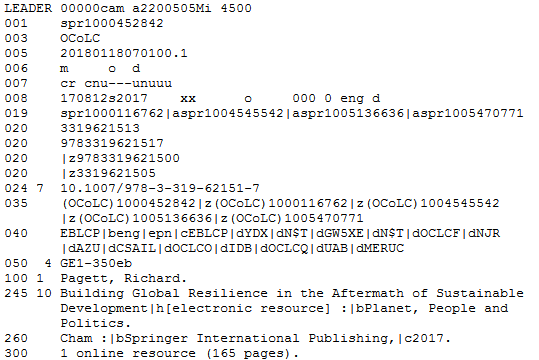 LEADER 00000cam a2200505Mi 4500
001 spr1000452842
003 OCoLC
005 20180118070100.1
006 m o d
007 cr cnu---unuuu
008 170812s2017 xx o 000 0 eng d
019 spr1000116762|aspr1004545542|aspr1005136636|aspr1005470771
020 3319621513
020 9783319621517
020 |z9783319621500
020 |z3319621505
024 7 10.1007/978-3-319-62151-7
035 (OCoLC)1000452842|z(OCoLC)1000116762|z(OCoLC)1004545542
|z(OCoLC)1005136636|z(OCoLC)1005470771
040 EBLCP|beng|epn|cEBLCP|dYDX|dN$T|dGW5XE|dN$T|dOCLCF|dNJR
|dAZU|dCSAIL|dOCLCO|dIDB|dOCLCQ|dUAB|dMERUC
050 4 GE1-350eb
100 1 Pagett, Richard.
245 10 Building Global Resilience in the Aftermath of Sustainable
Development|h[electronic resource] :|bPlanet, People and
Politics.
260 Cham :|bSpringer International Publishing,|c2017.
300 1 online resource (165 pages).